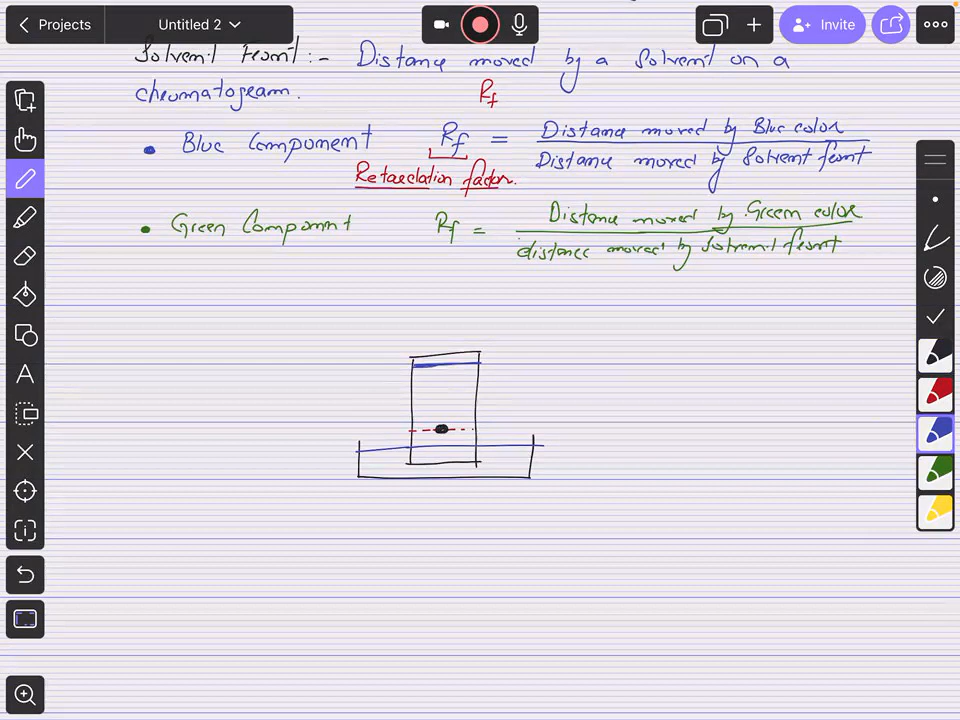 Projects
Untitled 2
Invite
Solvent Front :- Distance moved by a Solvent on a
chromatogram.
Rf
• Blue Component Rf = Distance moved by Blue color
Distance moved by Solvent front
Retardation factor.
• Green Component Rf = Distance moved by Green color
distance moved by Solvent front
A